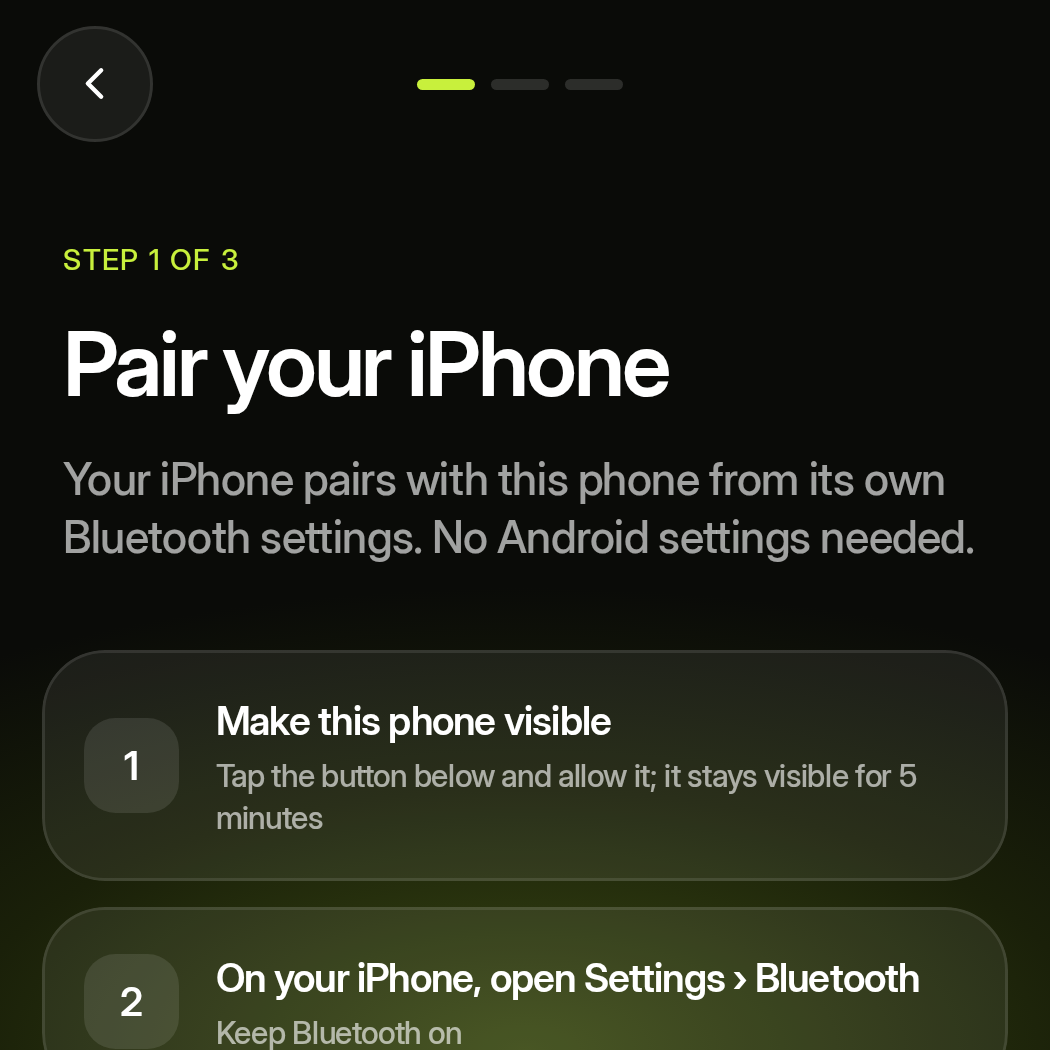 STEP 1 OF 3
Pair your iPhone
Your iPhone pairs with this phone from its own
Bluetooth settings. No Android settings needed.
1
Make this phone visible
Tap the button below and allow it; it stays visible for 5
minutes
2
On your iPhone, open Settings › Bluetooth
Keep Bluetooth on